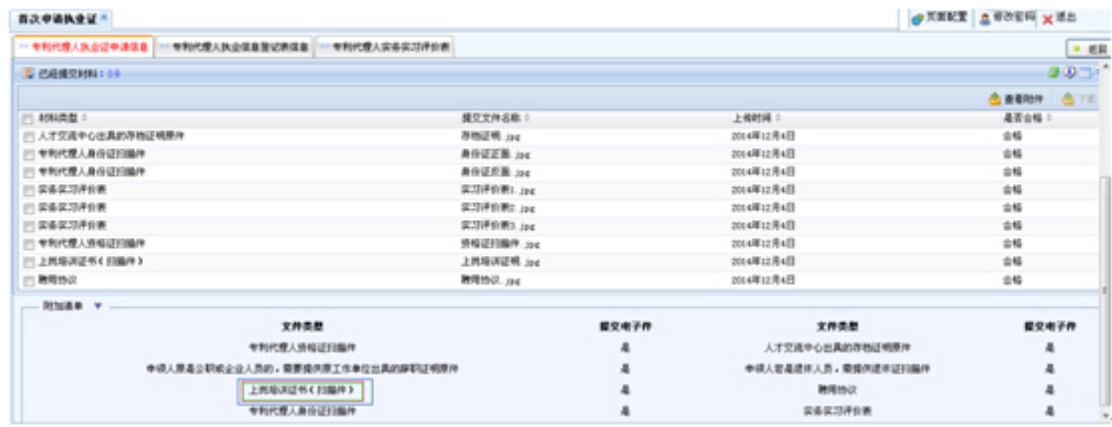 首次申请执业证
页面配置 修改密码 退出
专利代理人执业证申请信息 专利代理人执业信息登记表信息 专利代理人实务实习评价表
返回
已经提交材料：09
查看附件 下载
材料类型 提交文件名称 上传时间 是否合格
人才交流中心出具的存档证明原件 存档证明.jpg 2014年12月4日 合格
专利代理人身份证扫描件 身份证正面.jpg 2014年12月4日 合格
专利代理人身份证扫描件 身份证反面.jpg 2014年12月4日 合格
实务实习评价表 实习评价表1.jpg 2014年12月4日 合格
实务实习评价表 实习评价表2.jpg 2014年12月4日 合格
实务实习评价表 实习评价表3.jpg 2014年12月4日 合格
专利代理人资格证扫描件 资格证扫描件.jpg 2014年12月4日 合格
上岗培训证书（扫描件） 上岗培训证明.jpg 2014年12月4日 合格
聘用协议 聘用协议.jpg 2014年12月4日 合格
附加清单
文件类型 提交电子件 文件类型 提交电子件
专利代理人资格证扫描件 是 人才交流中心出具的存档证明原件 是
申请人原是公职或企业人员的，需要提供原工作单位出具的辞职证明原件 是 申请人若是退休人员，需提供退休证扫描件 是
上岗培训证书（扫描件） 是 聘用协议 是
专利代理人身份证扫描件 是 实务实习评价表 是